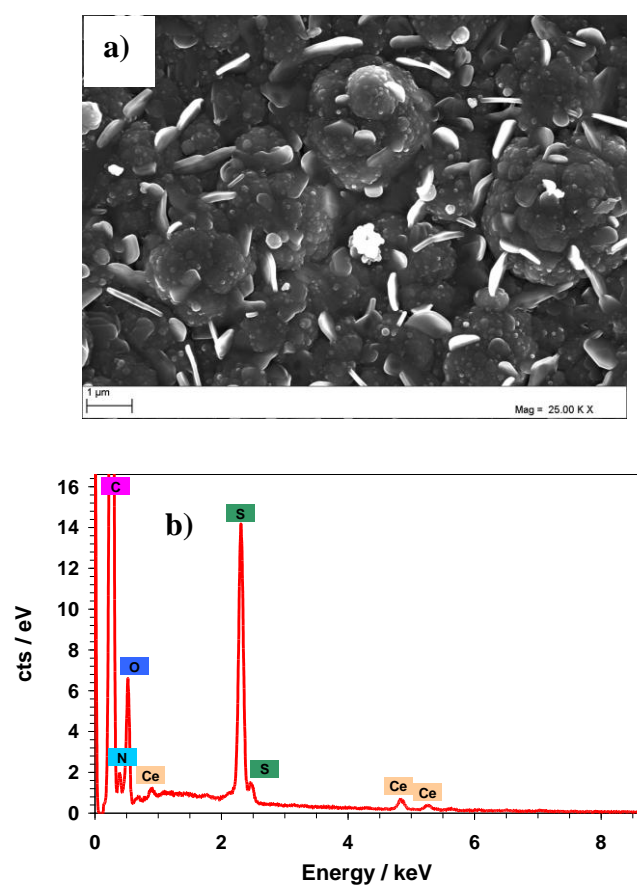 a)
1 µm
Mag = 25.00 K X
b)
cts / eV
16
14
12
10
8
6
4
2
0
C
O
N
Ce
S
S
Ce
Ce
0 2 4 6 8
Energy / keV